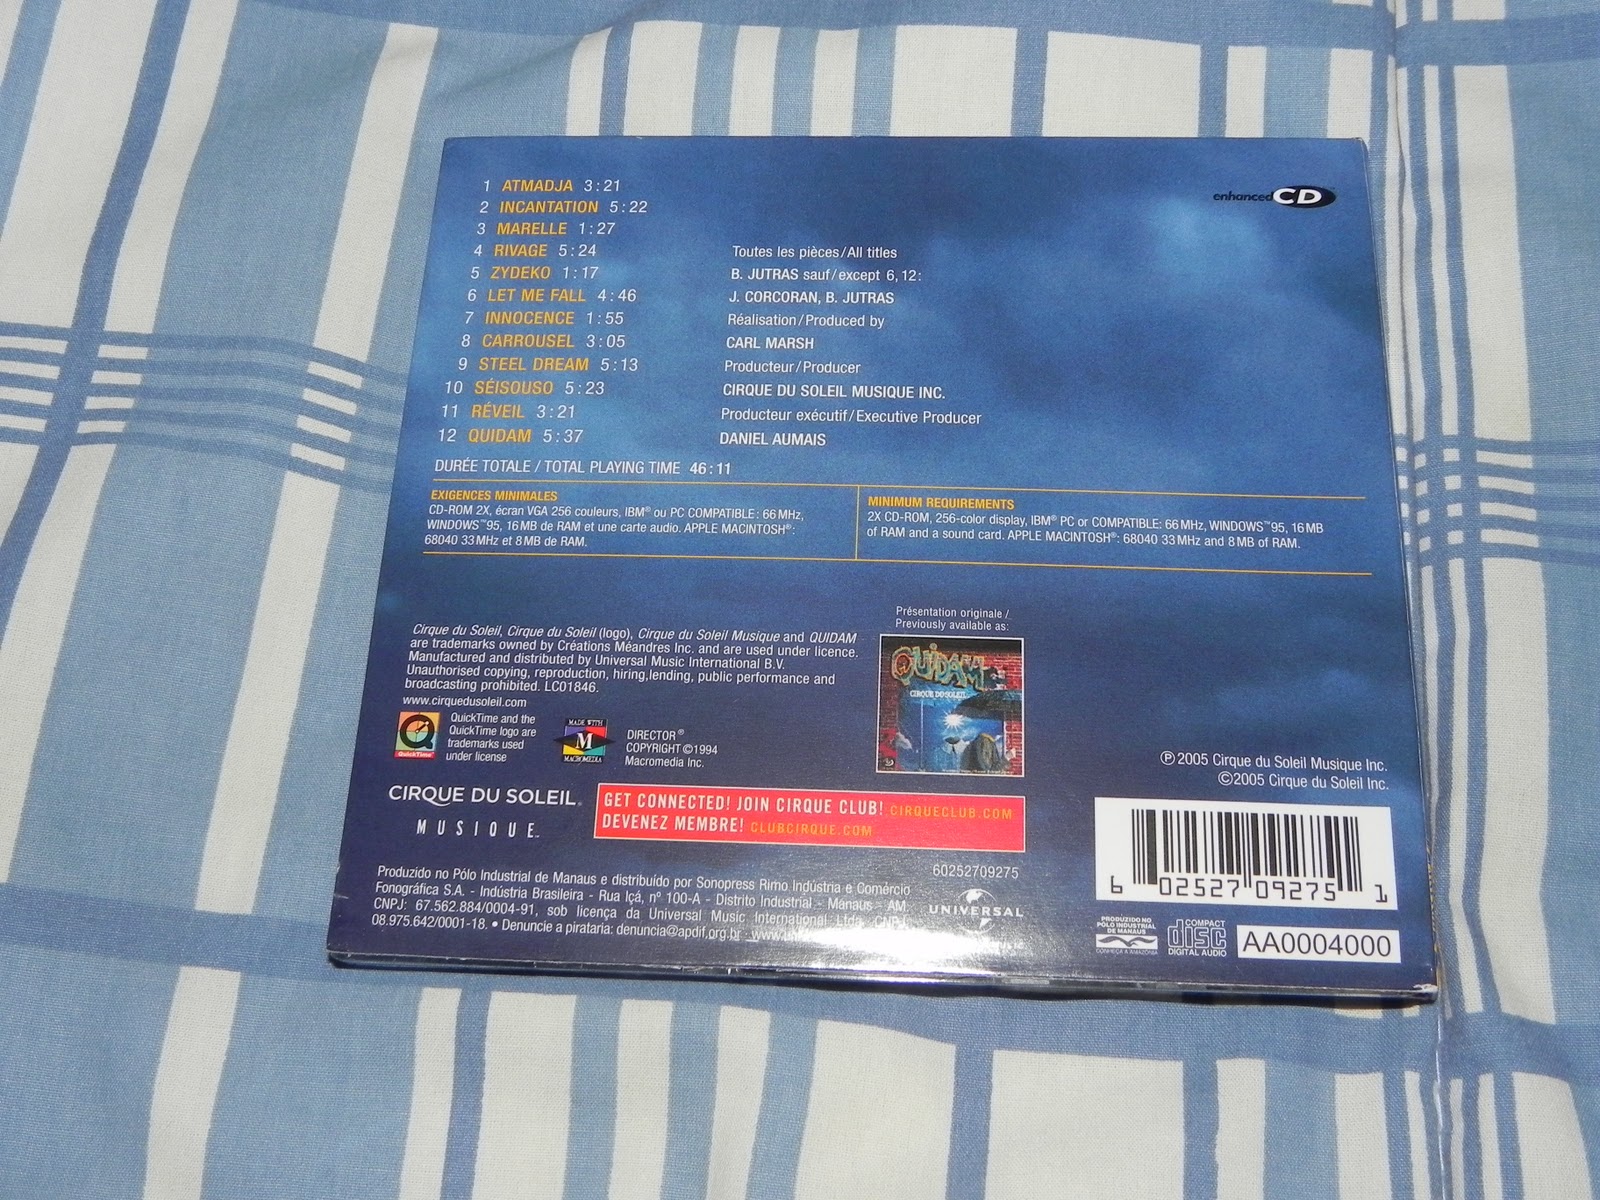 1 ATMADJA 3:21
2 INCANTATION 5:22
3 MARELLE 1:27
4 RIVAGE 5:24
5 ZYDEKO 1:17
6 LET ME FALL 4:46
7 INNOCENCE 1:55
8 CARROUSEL 3:05
9 STEEL DREAM 5:13
10 SÉISOUSO 5:23
11 RÉVEIL 3:21
12 QUIDAM 5:37
DURÉE TOTALE / TOTAL PLAYING TIME 46:11
enhanced CD
Toutes les pièces/All titles
B. JUTRAS sauf/except 6, 12:
J. CORCORAN, B. JUTRAS
Réalisation/Produced by
CARL MARSH
Producteur/Producer
CIRQUE DU SOLEIL MUSIQUE INC.
Producteur exécutif/Executive Producer
DANIEL AUMAIS
EXIGENCES MINIMALES
CD-ROM 2X, écran VGA 256 couleurs, IBM® ou PC COMPATIBLE: 66 MHz,
WINDOWS™95, 16 MB de RAM et une carte audio. APPLE MACINTOSH®:
68040 33 MHz et 8 MB de RAM.
MINIMUM REQUIREMENTS
2X CD-ROM, 256-color display, IBM® PC or COMPATIBLE: 66 MHz, WINDOWS™95, 16 MB
of RAM and a sound card. APPLE MACINTOSH®: 68040 33 MHz and 8 MB of RAM.
Cirque du Soleil, Cirque du Soleil (logo), Cirque du Soleil Musique and QUIDAM
are trademarks owned by Créations Méandres Inc. and are used under licence.
Manufactured and distributed by Universal Music International B.V.
Unauthorised copying, reproduction, hiring,lending, public performance and
broadcasting prohibited. LC01846.
www.cirquedusoleil.com
QuickTime™
QuickTime and the
QuickTime logo are
trademarks used
under license
MADE WITH
M
MACROMEDIA
DIRECTOR®
COPYRIGHT ©1994
Macromedia Inc.
Présentation originale /
Previously available as:
QUIDAM
CIRQUE DU SOLEIL
℗ 2005 Cirque du Soleil Musique Inc.
© 2005 Cirque du Soleil Inc.
CIRQUE DU SOLEIL®
MUSIQUE™
GET CONNECTED! JOIN CIRQUE CLUB! CIRQUECLUB.COM
DEVENEZ MEMBRE! CLUBCIRQUE.COM
Produzido no Pólo Industrial de Manaus e distribuído por Sonopress Rimo Indústria e Comércio
Fonográfica S.A. - Indústria Brasileira - Rua Içá, nº 100-A - Distrito Industrial - Manaus - AM.
CNPJ: 67.562.884/0004-91, sob licença da Universal Music International Ltda. CNPJ
08.975.642/0001-18. • Denuncie a pirataria: denuncia@apdif.org.br -
60252709275
UNIVERSAL
6 02527 09275 1
PRODUZIDO NO
PÓLO INDUSTRIAL
DE MANAUS
CONHEÇA A AMAZÔNIA
COMPACT
disc
DIGITAL AUDIO
AA0004000